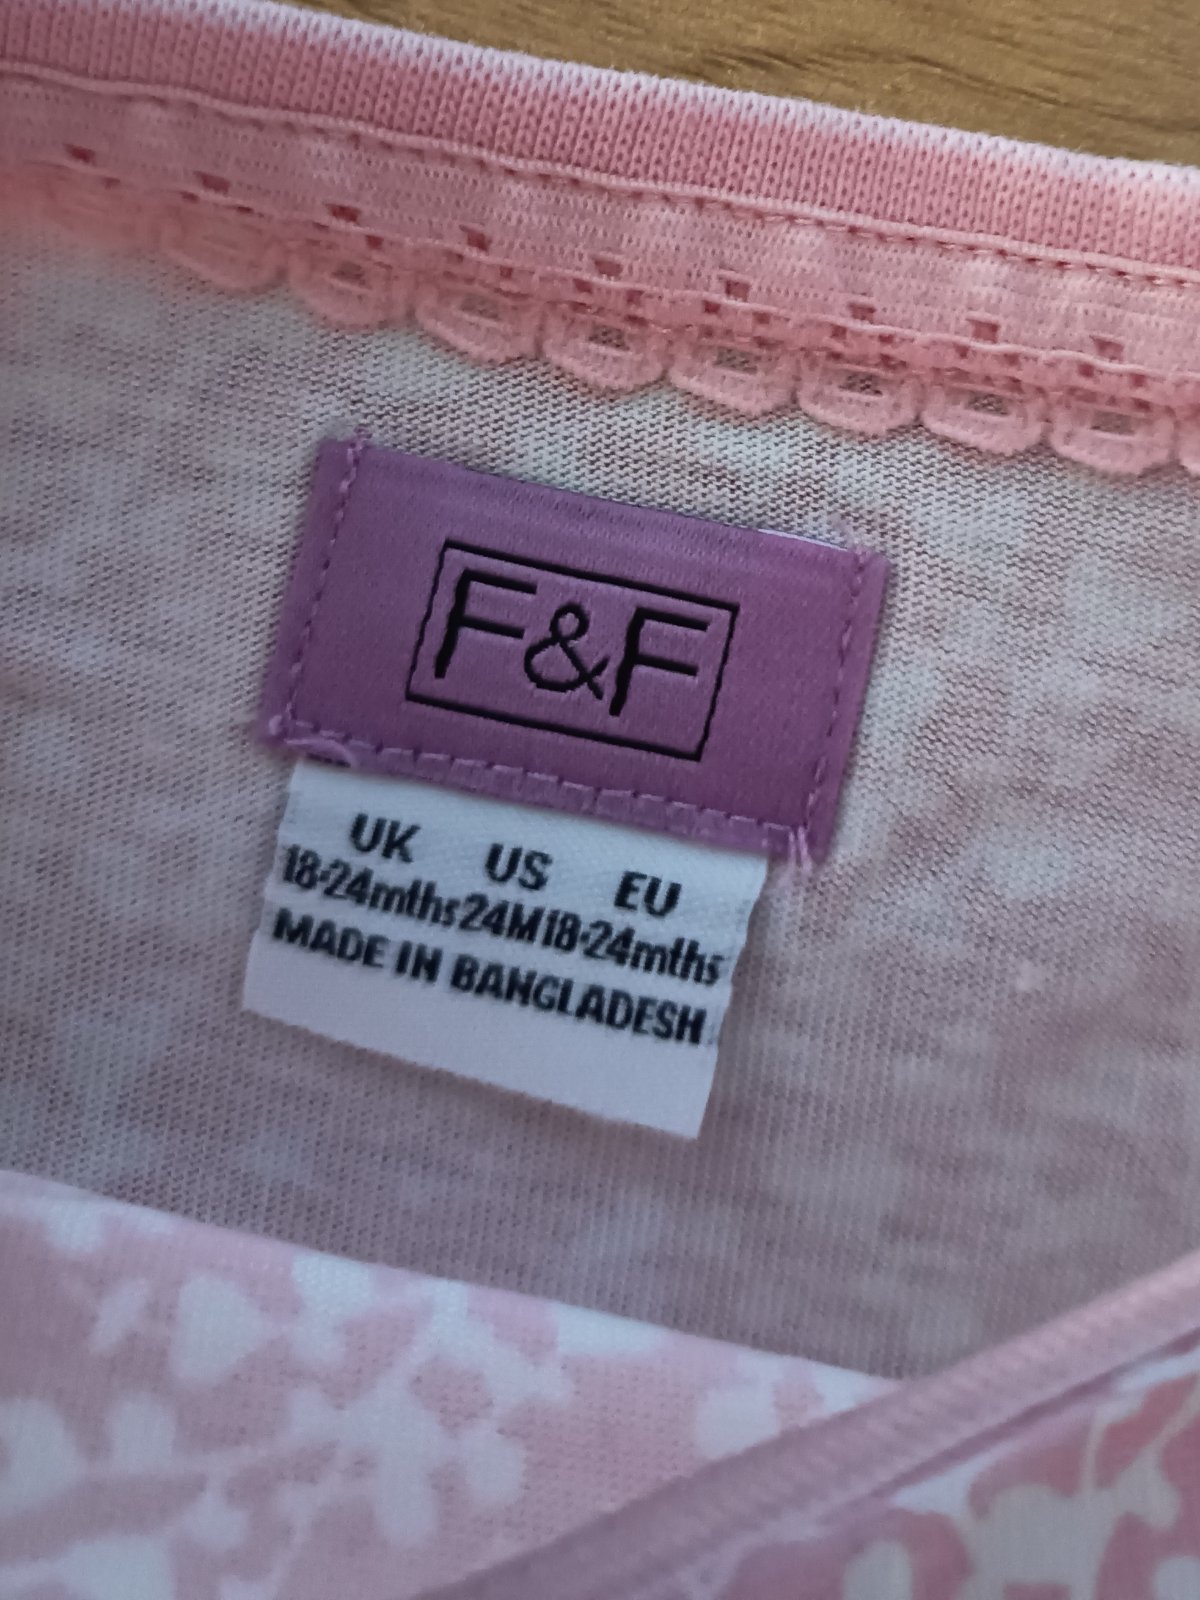 F&F
UK US EU
18-24mths 24M 18-24mths
MADE IN BANGLADESH